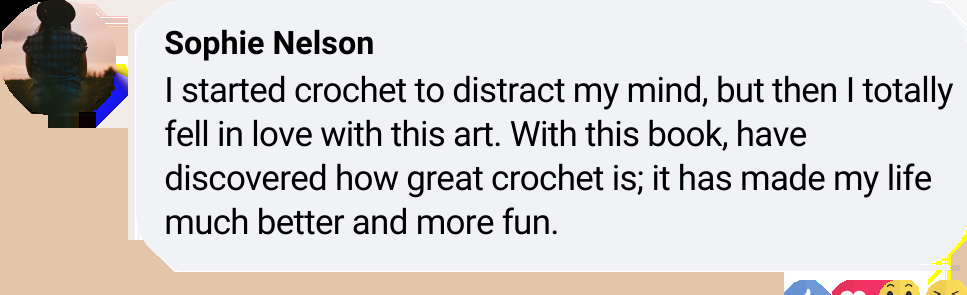 Sophie Nelson
I started crochet to distract my mind, but then I totally
fell in love with this art. With this book, have
discovered how great crochet is; it has made my life
much better and more fun.